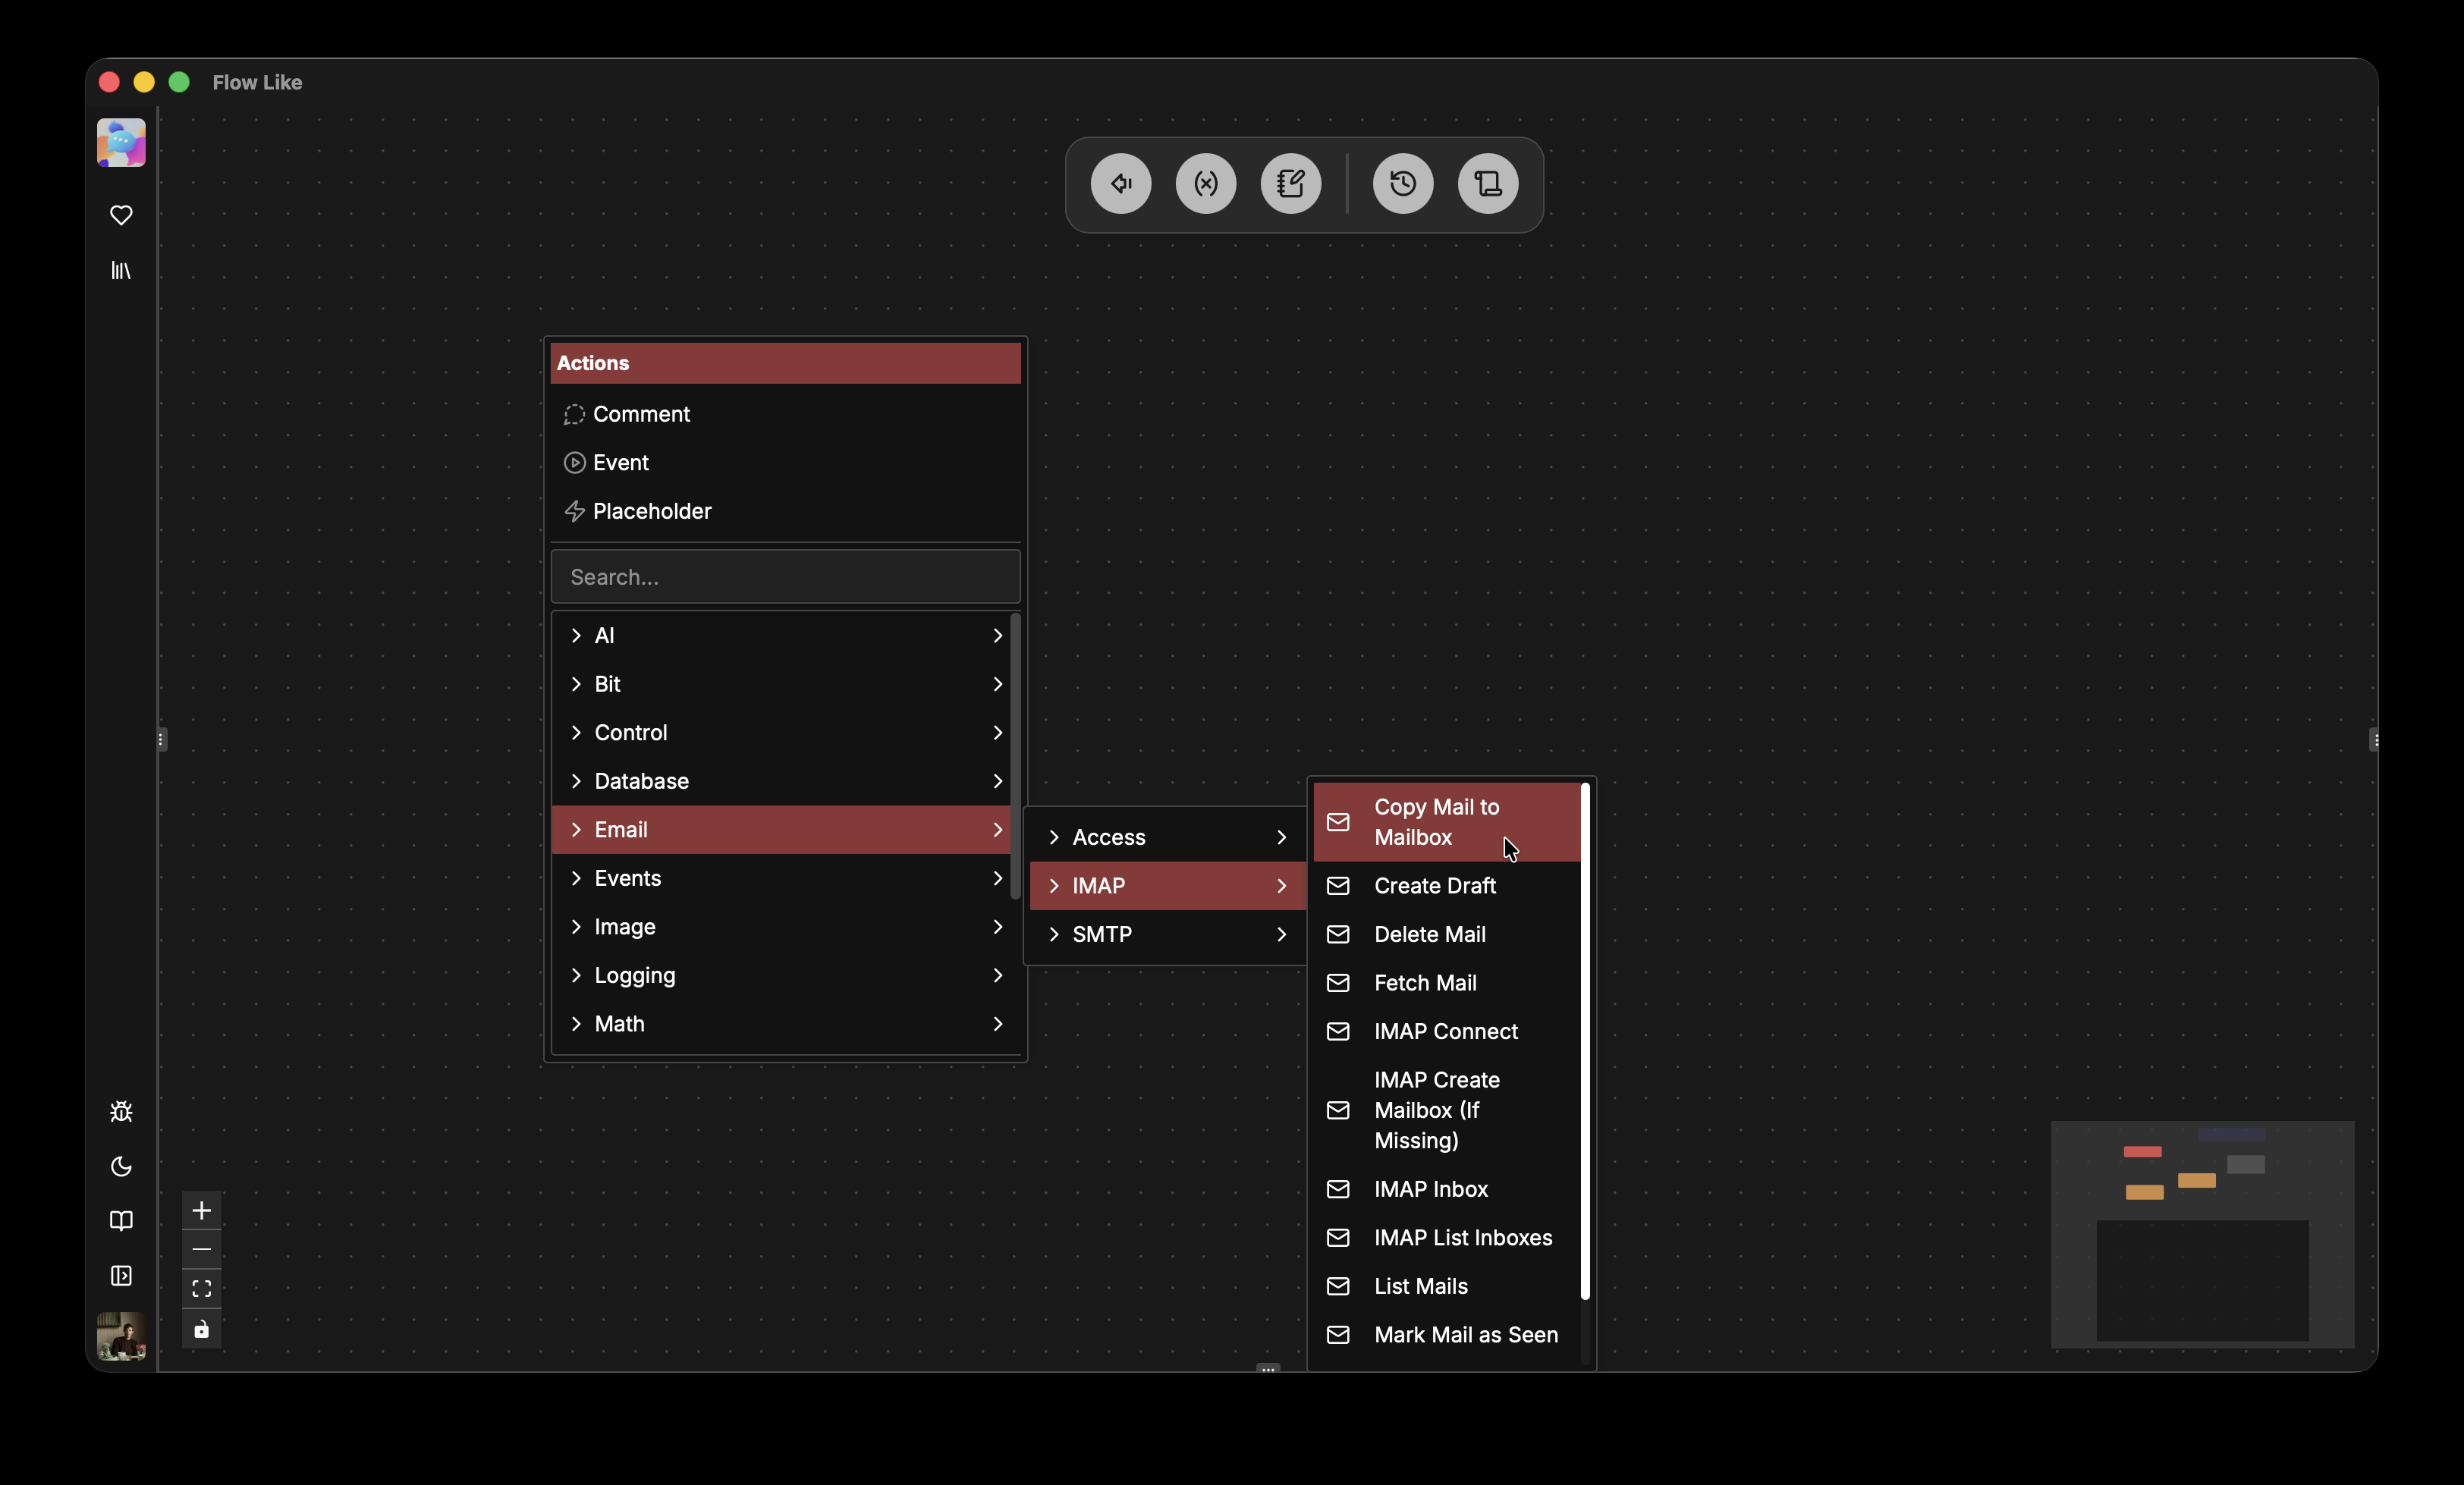 Flow Like
Actions
Comment
Event
Placeholder
Search...
AI
Bit
Control
Database
Email
Events
Image
Logging
Math
Access
IMAP
SMTP
Copy Mail to
Mailbox
Create Draft
Delete Mail
Fetch Mail
IMAP Connect
IMAP Create
Mailbox (If
Missing)
IMAP Inbox
IMAP List Inboxes
List Mails
Mark Mail as Seen